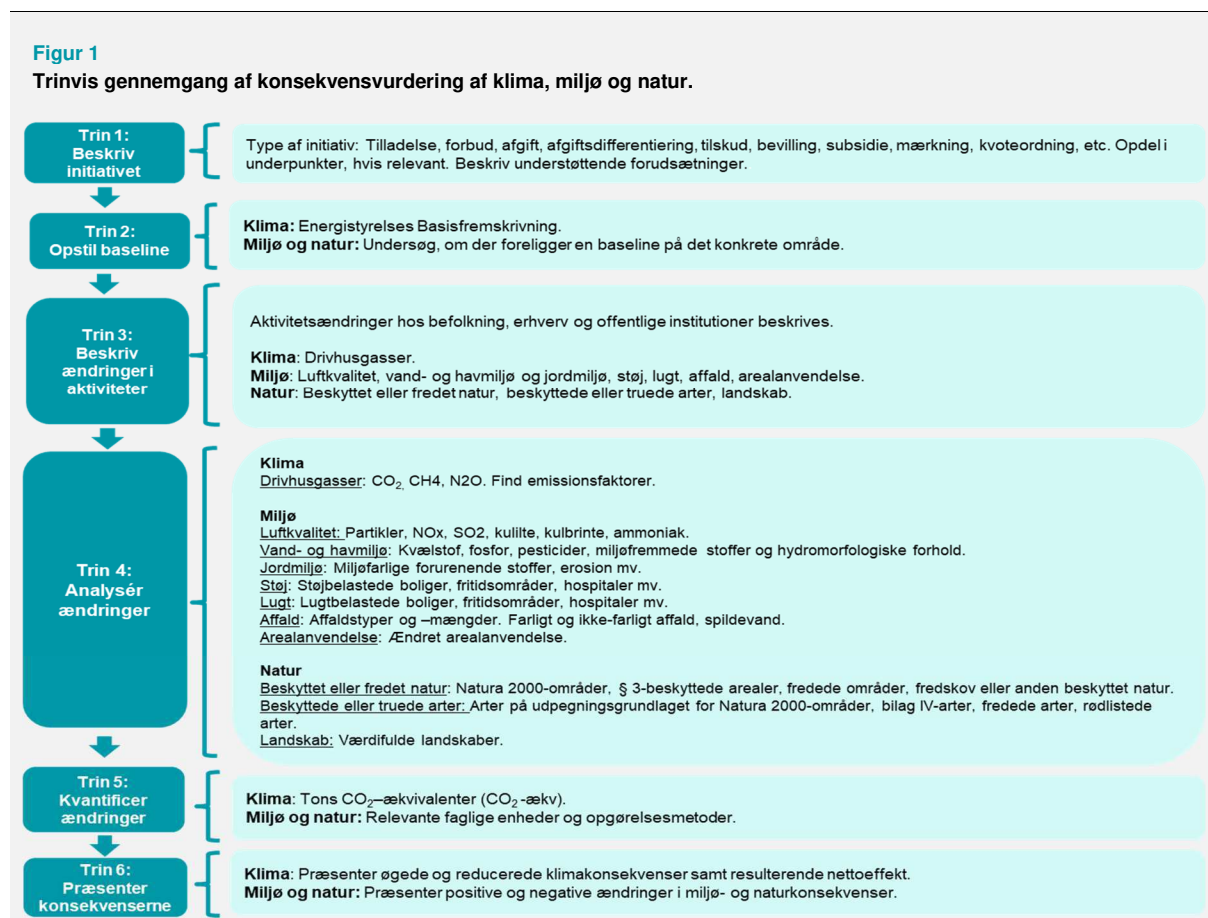 Figur 1
Trinvis gennemgang af konsekvensvurdering af klima, miljø og natur.
Trin 1:
Beskriv
initiativet
Type af initiativ: Tilladelse, forbud, afgift, afgiftsdifferentiering, tilskud, bevilling, subsidie, mærkning, kvoteordning, etc. Opdel i
underpunkter, hvis relevant. Beskriv understøttende forudsætninger.
Trin 2:
Opstil baseline
Klima: Energistyrelses Basisfremskrivning.
Miljø og natur: Undersøg, om der foreligger en baseline på det konkrete område.
Trin 3:
Beskriv
ændringer i
aktiviteter
Aktivitetsændringer hos befolkning, erhverv og offentlige institutioner beskrives.
Klima: Drivhusgasser.
Miljø: Luftkvalitet, vand- og havmiljø og jordmiljø, støj, lugt, affald, arealanvendelse.
Natur: Beskyttet eller fredet natur, beskyttede eller truede arter, landskab.
Trin 4:
Analysér
ændringer
Klima
Drivhusgasser: CO₂, CH4, N2O. Find emissionsfaktorer.
Miljø
Luftkvalitet: Partikler, NOx, SO2, kulilte, kulbrinte, ammoniak.
Vand- og havmiljø: Kvælstof, fosfor, pesticider, miljøfremmede stoffer og hydromorfologiske forhold.
Jordmiljø: Miljøfarlige forurenende stoffer, erosion mv.
Støj: Støjbelastede boliger, fritidsområder, hospitaler mv.
Lugt: Lugtbelastede boliger, fritidsområder, hospitaler mv.
Affald: Affaldstyper og –mængder. Farligt og ikke-farligt affald, spildevand.
Arealanvendelse: Ændret arealanvendelse.
Natur
Beskyttet eller fredet natur: Natura 2000-områder, § 3-beskyttede arealer, fredede områder, fredskov eller anden beskyttet natur.
Beskyttede eller truede arter: Arter på udpegningsgrundlaget for Natura 2000-områder, bilag IV-arter, fredede arter, rødlistede
arter.
Landskab: Værdifulde landskaber.
Trin 5:
Kvantificer
ændringer
Klima: Tons CO₂–ækvivalenter (CO₂-ækv).
Miljø og natur: Relevante faglige enheder og opgørelsesmetoder.
Trin 6:
Præsenter
konsekvenserne
Klima: Præsenter øgede og reducerede klimakonsekvenser samt resulterende nettoeffekt.
Miljø og natur: Præsenter positive og negative ændringer i miljø- og naturkonsekvenser.